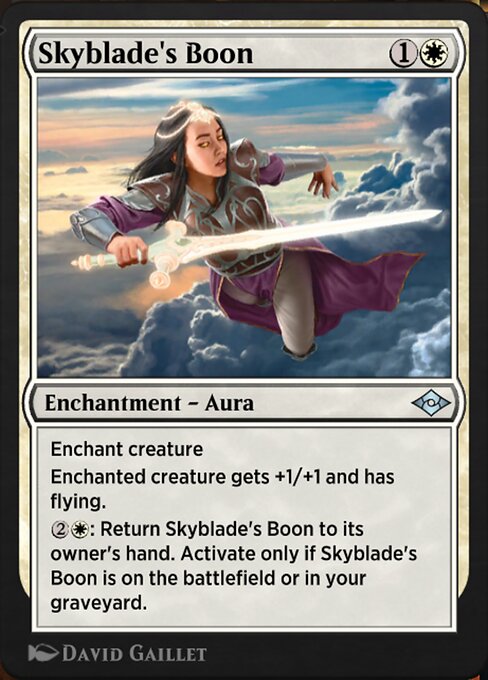 Skyblade's Boon 1
Enchantment – Aura
Enchant creature
Enchanted creature gets +1/+1 and has
flying.
2: Return Skyblade's Boon to its
owner's hand. Activate only if Skyblade's
Boon is on the battlefield or in your
graveyard.
David Gaillet